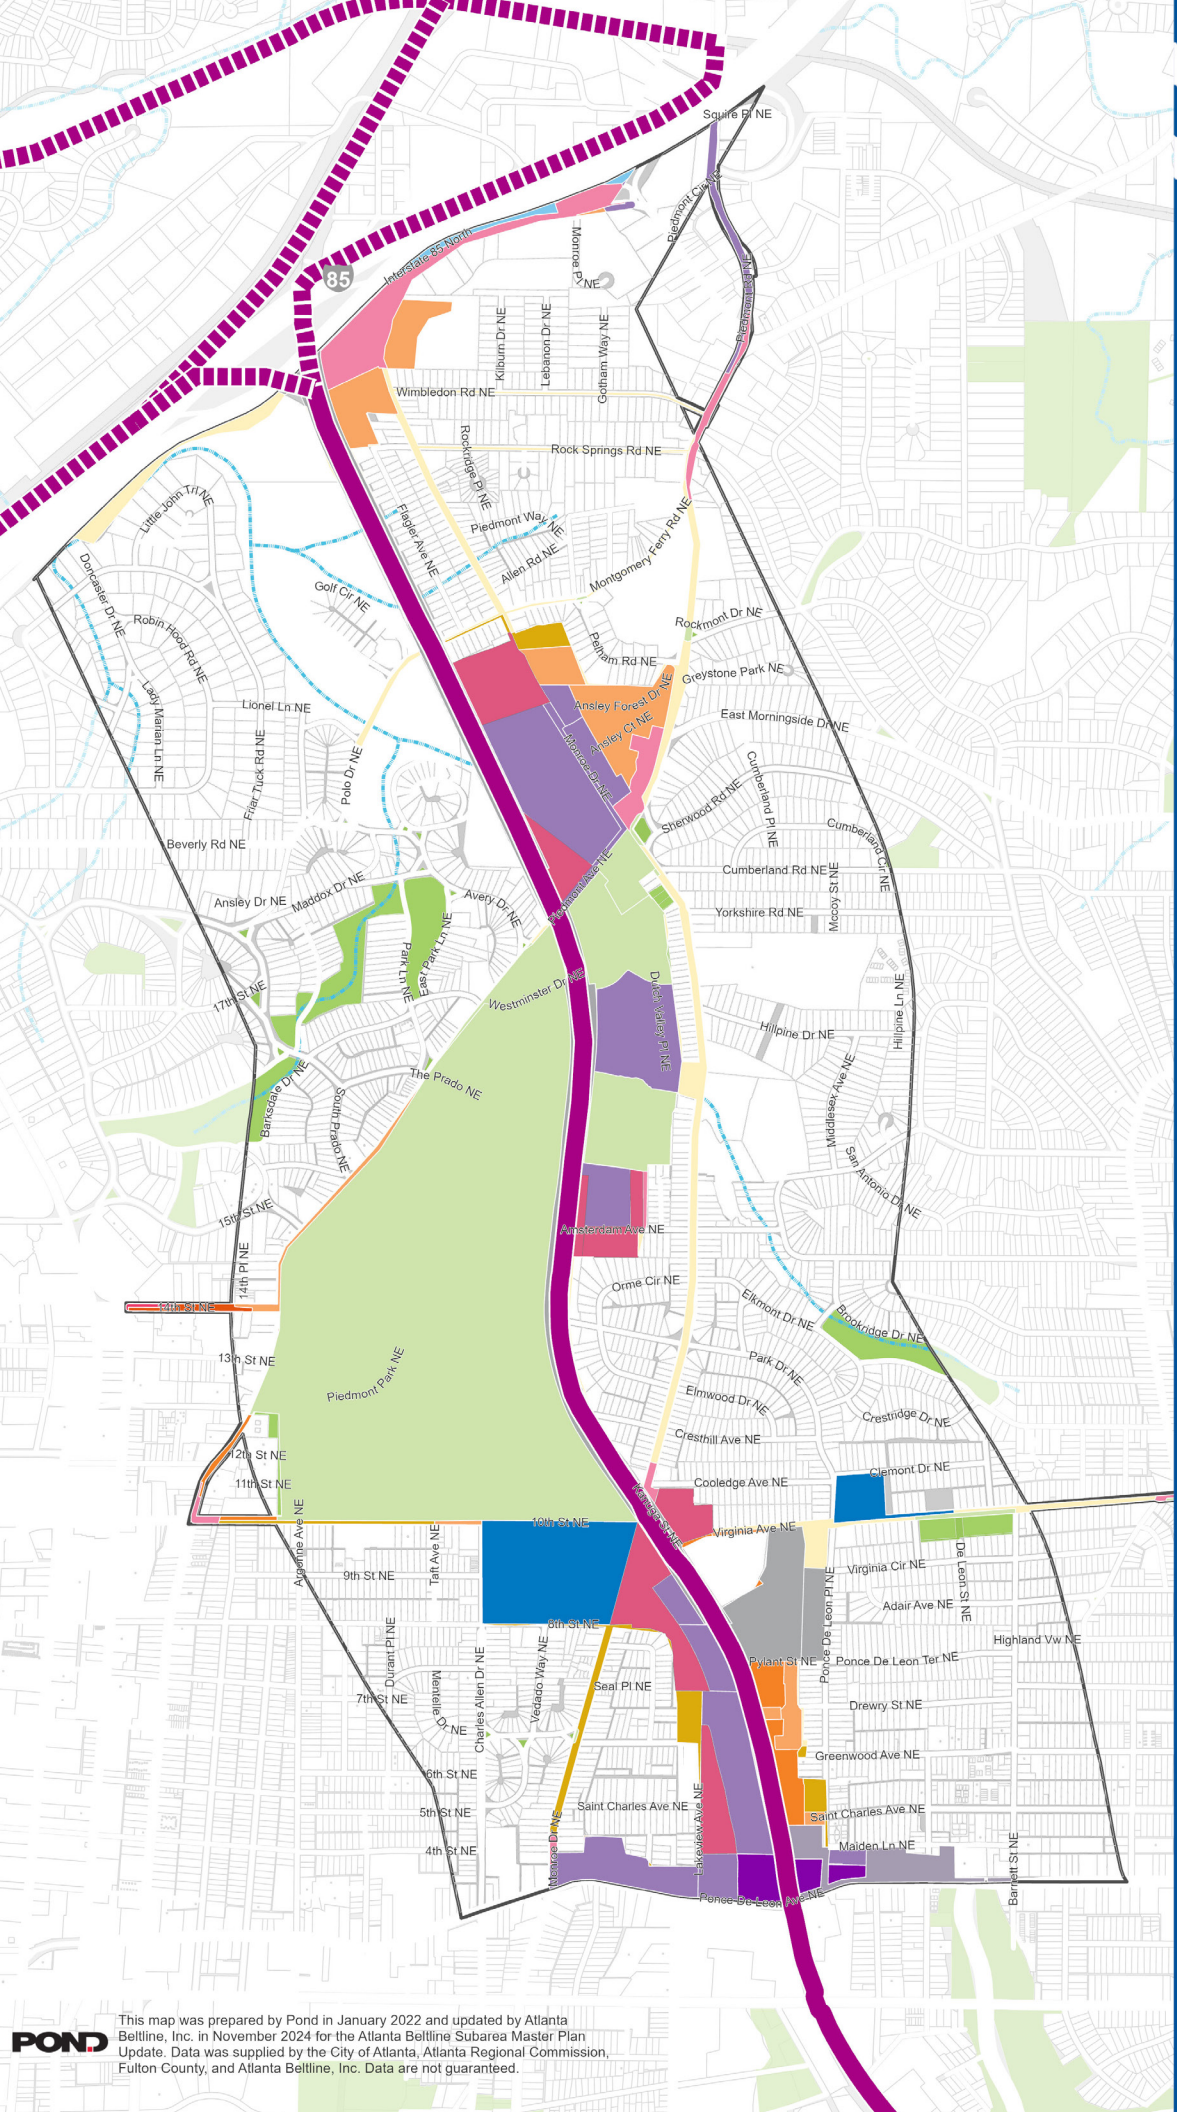 Squire Pl NE
Piedmont Cir NE
Interstate 85 North
85
Monroe Pl NE
Piedmont Rd NE
Kilburn Dr NE
Lebanon Dr NE
Gotham Way NE
Wimbledon Rd NE
Rock Springs Rd NE
Rockridge Pl NE
Little John Trl NE
Flagler Ave NE
Piedmont Way NE
Allen Rd NE
Montgomery Ferry Rd NE
Doncaster Dr NE
Golf Cir NE
Robin Hood Rd NE
Rockmont Dr NE
Pelham Rd NE
Greystone Park NE
Lady Marian Ln NE
Lionel Ln NE
Ansley Forest Dr NE
Ansley Ct NE
East Morningside Dr NE
Friar Tuck Rd NE
Polo Dr NE
Monroe Dr NE
Sherwood Rd NE
Cumberland Pl NE
Beverly Rd NE
Cumberland Cir NE
Cumberland Rd NE
Mccoy St NE
Piedmont Ave NE
Ansley Dr NE
Maddox Dr NE
Avery Dr NE
Yorkshire Rd NE
Park Ln NE
East Park Ln NE
17th St NE
Westminster Dr NE
Dutch Valley Pl NE
Hillpine Dr NE
Hillpine Ln NE
The Prado NE
Barksdale Dr NE
South Prado NE
Middlesex Ave NE
San Antonio Dr NE
15th St NE
Amsterdam Ave NE
14th Pl NE
Orme Cir NE
14th St NE
Elkmont Dr NE
Brookridge Dr NE
13th St NE
Piedmont Park NE
Park Dr NE
Elmwood Dr NE
Crestridge Dr NE
12th St NE
Cresthill Ave NE
11th St NE
Cooledge Ave NE
Clemont Dr NE
Kanuga St NE
10th St NE
Virginia Ave NE
Argonne Ave NE
Taft Ave NE
9th St NE
Virginia Cir NE
De Leon St NE
Ponce De Leon Pl NE
Adair Ave NE
8th St NE
Highland Vw NE
Durant Pl NE
Pylant St NE
Ponce De Leon Ter NE
Charles Allen Dr NE
Vedado Way NE
Seal Pl NE
7th St NE
Mentelle Dr NE
Drewry St NE
Greenwood Ave NE
6th St NE
Saint Charles Ave NE
5th St NE
Saint Charles Ave NE
Lakeview Ave NE
4th St NE
Monroe Dr NE
Maiden Ln NE
Barnett St NE
Ponce De Leon Ave NE
POND
This map was prepared by Pond in January 2022 and updated by Atlanta
Beltline, Inc. in November 2024 for the Atlanta Beltline Subarea Master Plan
Update. Data was supplied by the City of Atlanta, Atlanta Regional Commission,
Fulton County, and Atlanta Beltline, Inc. Data are not guaranteed.